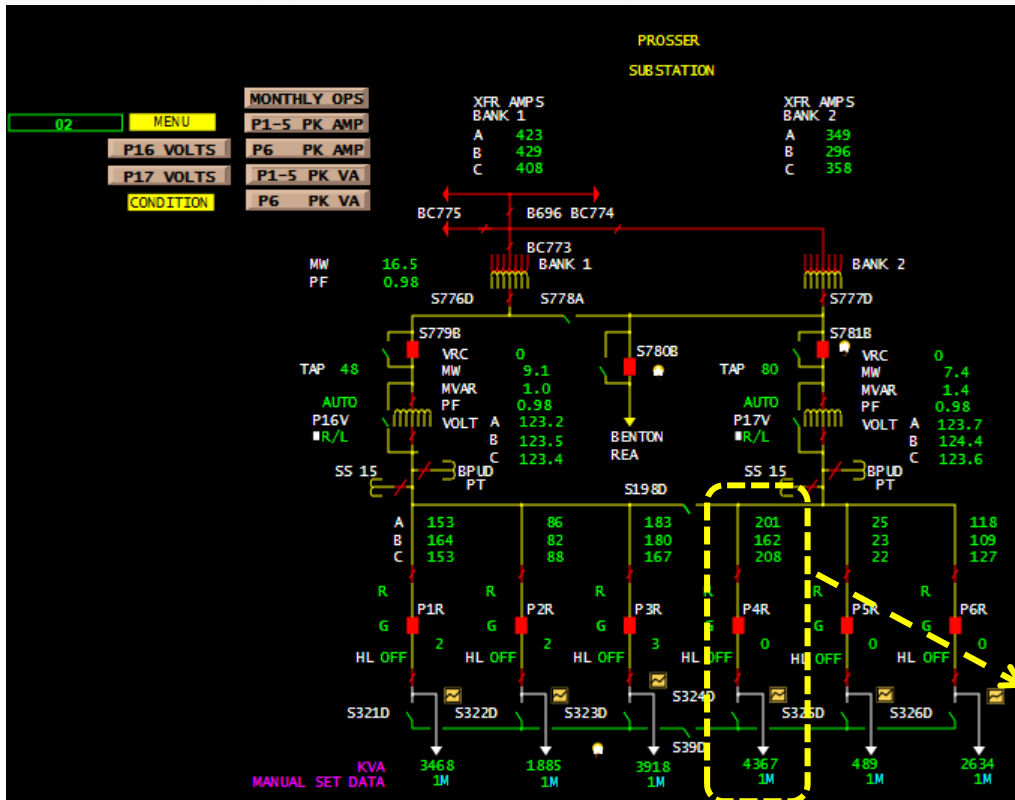 PROSSER
SUBSTATION
MONTHLY OPS
02 MENU P1-5 PK AMP
P16 VOLTS P6 PK AMP
P17 VOLTS P1-5 PK VA
CONDITION P6 PK VA
XFR AMPS XFR AMPS
BANK 1 BANK 2
A 423 A 349
B 429 B 296
C 408 C 358
BC775 B696 BC774
BC773
MW 16.5 BANK 1 BANK 2
PF 0.98
S776D S778A S777D
S779B S780B S781B
VRC 0 VRC 0
TAP 48 MW 9.1 TAP 80 MW 7.4
MVAR 1.0 MVAR 1.4
AUTO PF 0.98 AUTO PF 0.98
P16V VOLT A 123.2 P17V VOLT A 123.7
R/L B 123.5 BENTON R/L B 124.4
C 123.4 REA C 123.6
SS 15 BPUD SS 15 BPUD
PT PT
S198D
A 153 86 183 201 25 118
B 164 82 180 162 23 109
C 153 88 167 208 22 127
R R R R R R
P1R P2R P3R P4R P5R P6R
G G G G G G
2 2 3 0 0 0
HL OFF HL OFF HL OFF HL OFF HL OFF HL OFF
S321D S322D S323D S324D S325D S326D
S39D
KVA 3468 1885 3918 4367 489 2634
MANUAL SET DATA 1M 1M 1M 1M 1M 1M